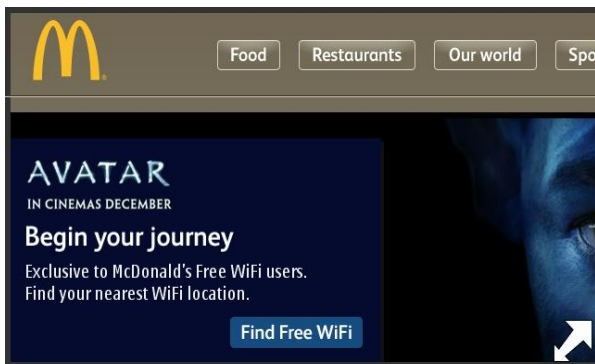 Food Restaurants Our world Spo
AVATAR
IN CINEMAS DECEMBER
Begin your journey
Exclusive to McDonald's Free WiFi users.
Find your nearest WiFi location.
Find Free WiFi